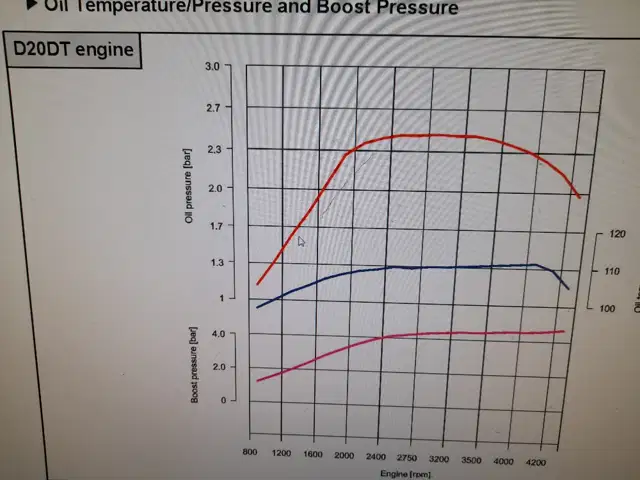 ▶ Oil Temperature/Pressure and Boost Pressure
D20DT engine
3.0
2.7
2.3
2.0
1.7
1.3
1
Oil pressure [bar]
120
110
100
4.0
2.0
0
Boost pressure [bar]
800 1200 1600 2000 2400 2750 3200 3500 4000 4200
Engine [rpm]